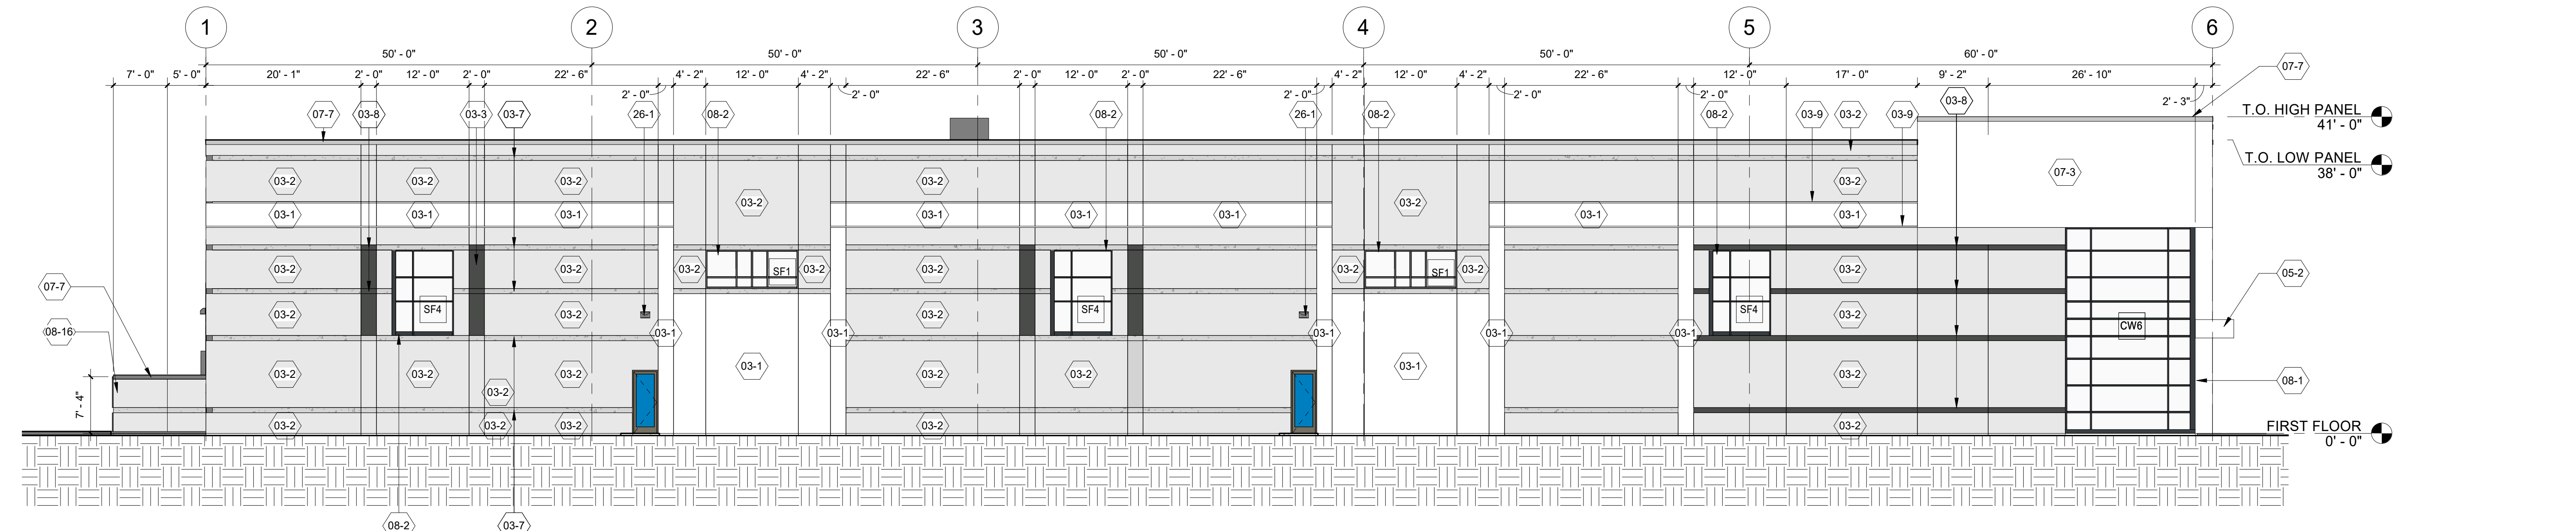 1 2 3 4 5 6
50' - 0" 50' - 0" 50' - 0" 50' - 0" 60' - 0"
7' - 0" 5' - 0" 20' - 1" 2' - 0" 12' - 0" 2' - 0" 22' - 6" 4' - 2" 12' - 0" 4' - 2" 22' - 6" 2' - 0" 12' - 0" 2' - 0" 22' - 6" 4' - 2" 12' - 0" 4' - 2" 22' - 6" 12' - 0" 17' - 0" 9' - 2" 26' - 10"
07-7
2' - 0" 2' - 0" 2' - 0" 2' - 0" 2' - 0" 03-8 2' - 3"
07-7 03-8 03-3 03-7 26-1 08-2 08-2 26-1 08-2 08-2 03-9 03-2 03-9
T.O. HIGH PANEL
41' - 0"
T.O. LOW PANEL
38' - 0"
03-2 03-2 03-2 03-2 03-2 07-3
03-2 03-2
03-1 03-1 03-1 03-1 03-1 03-1 03-1 03-1
03-2 03-2 03-2 SF1 03-2 03-2 03-2 SF1 03-2 03-2 05-2
07-7
03-2 SF4 03-2 03-2 SF4 SF4 03-2
08-16 03-1 03-1 03-1 03-1 03-1 CW6
03-2 03-2 03-2 03-1 03-2 03-2 03-1 03-2 08-1
7' - 4" 03-2
03-2 03-2 03-2 03-2 03-2
FIRST FLOOR
0' - 0"
08-2 03-7